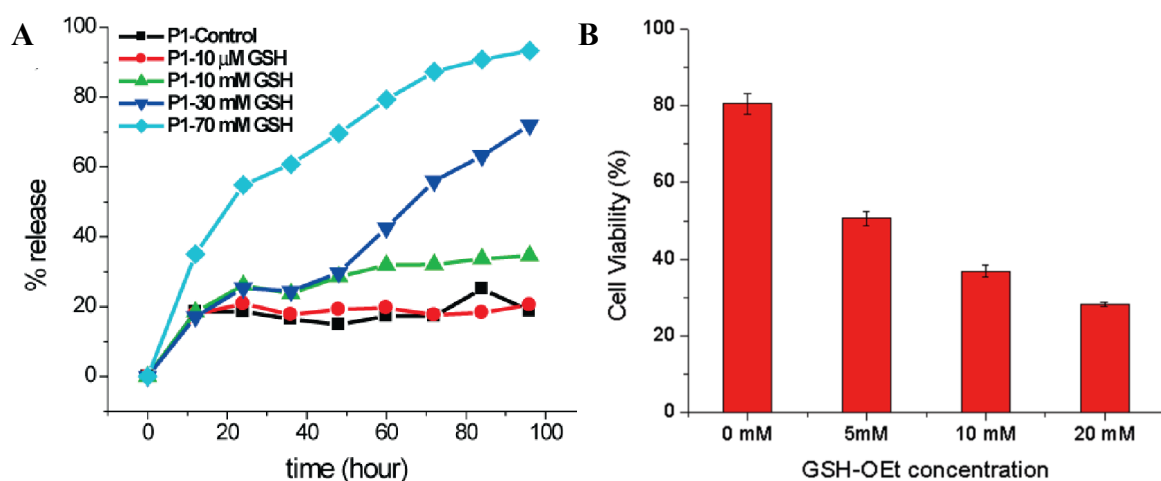 A
P1-Control
P1-10 μM GSH
P1-10 mM GSH
P1-30 mM GSH
P1-70 mM GSH
100
80
60
40
20
0
% release
0 20 40 60 80 100
time (hour)
B
100
80
60
40
20
0
Cell Viability (%)
0 mM 5mM 10 mM 20 mM
GSH-OEt concentration